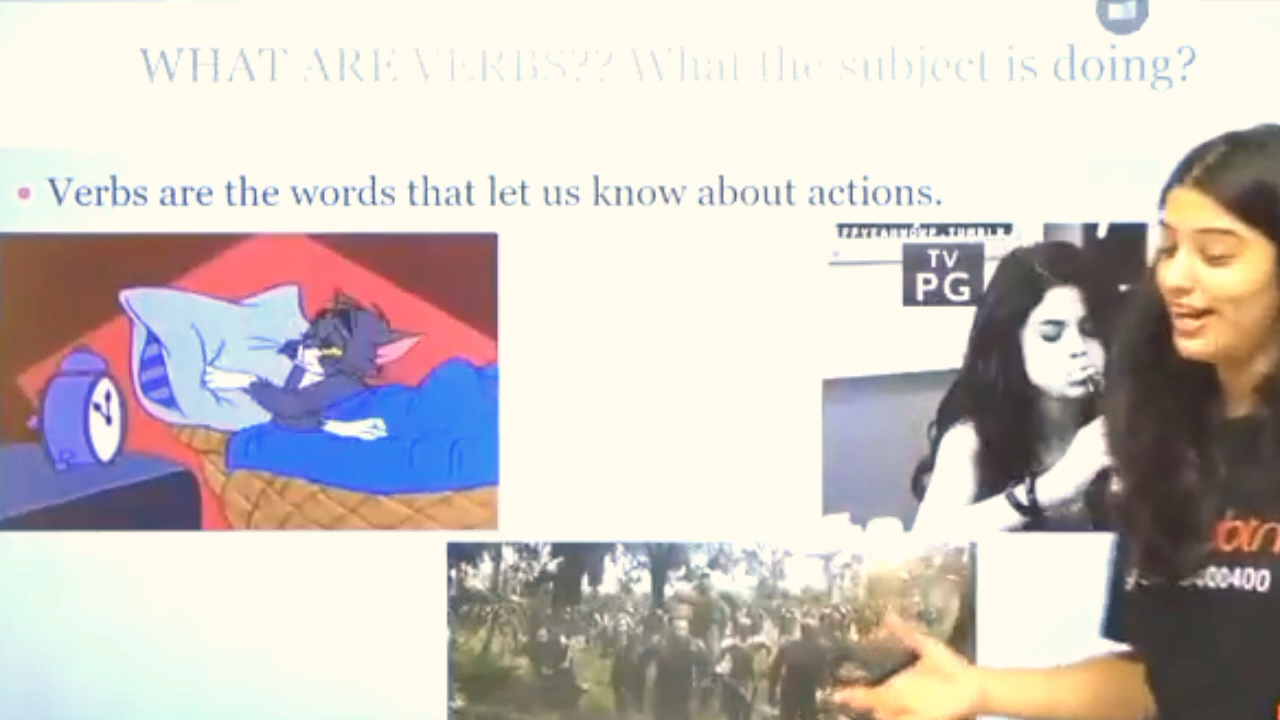 WHAT ARE VERBS?? What the subject is doing?
Verbs are the words that let us know about actions.
TV
PG
00400